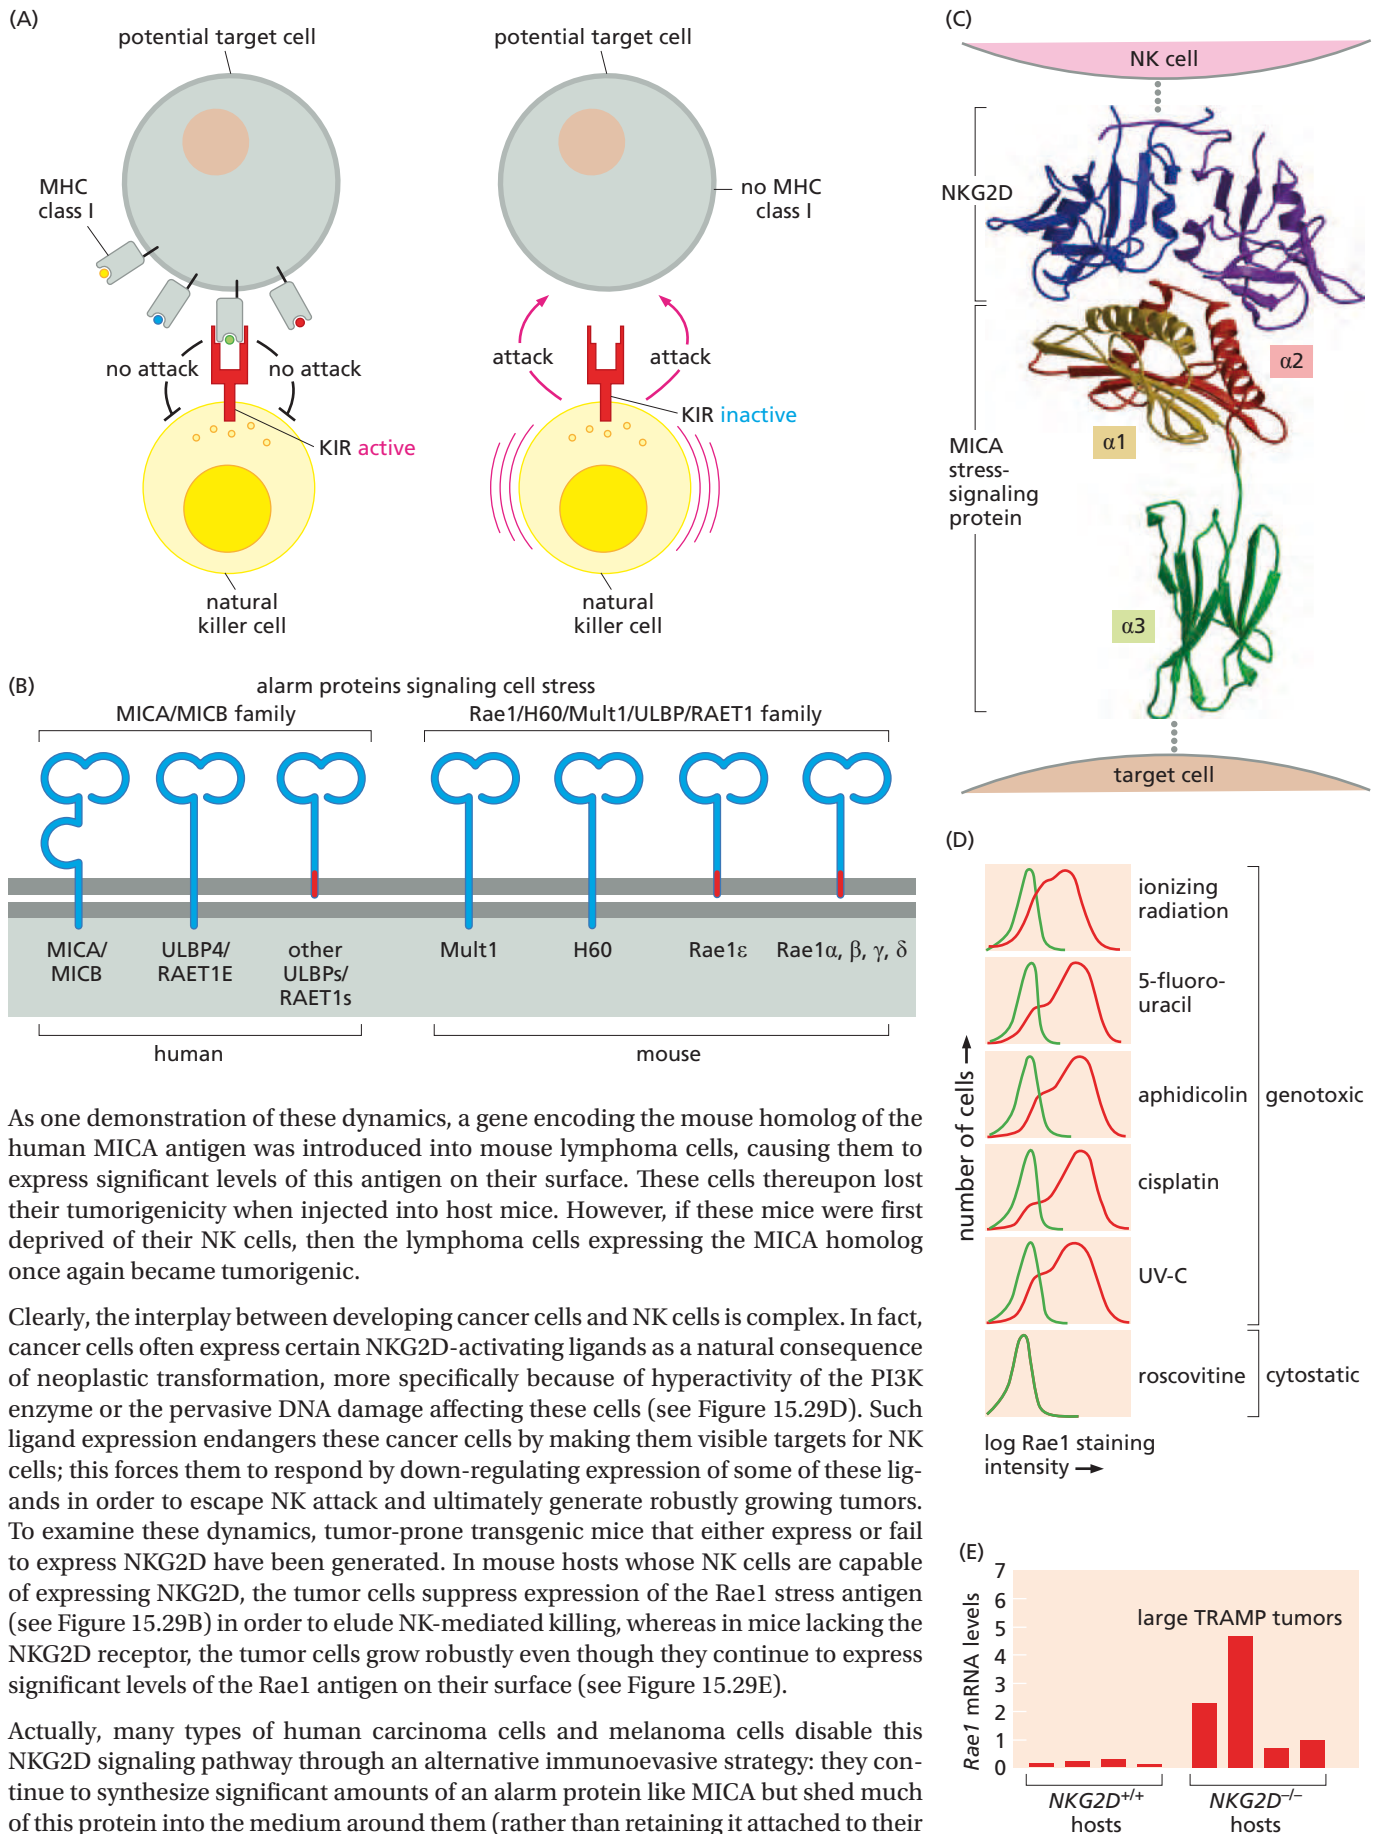 (A)
potential target cell
potential target cell
MHC
class I
no MHC
class I
no attack
no attack
attack
attack
KIR active
KIR inactive
natural
killer cell
natural
killer cell
(B)
alarm proteins signaling cell stress
MICA/MICB family
Rae1/H60/Mult1/ULBP/RAET1 family
MICA/
MICB
ULBP4/
RAET1E
other
ULBPs/
RAET1s
Mult1
H60
Rae1ε
Rae1α, β, γ, δ
human
mouse
As one demonstration of these dynamics, a gene encoding the mouse homolog of the
human MICA antigen was introduced into mouse lymphoma cells, causing them to
express significant levels of this antigen on their surface. These cells thereupon lost
their tumorigenicity when injected into host mice. However, if these mice were first
deprived of their NK cells, then the lymphoma cells expressing the MICA homolog
once again became tumorigenic.
Clearly, the interplay between developing cancer cells and NK cells is complex. In fact,
cancer cells often express certain NKG2D-activating ligands as a natural consequence
of neoplastic transformation, more specifically because of hyperactivity of the PI3K
enzyme or the pervasive DNA damage affecting these cells (see Figure 15.29D). Such
ligand expression endangers these cancer cells by making them visible targets for NK
cells; this forces them to respond by down-regulating expression of some of these lig-
ands in order to escape NK attack and ultimately generate robustly growing tumors.
To examine these dynamics, tumor-prone transgenic mice that either express or fail
to express NKG2D have been generated. In mouse hosts whose NK cells are capable
of expressing NKG2D, the tumor cells suppress expression of the Rae1 stress antigen
(see Figure 15.29B) in order to elude NK-mediated killing, whereas in mice lacking the
NKG2D receptor, the tumor cells grow robustly even though they continue to express
significant levels of the Rae1 antigen on their surface (see Figure 15.29E).
Actually, many types of human carcinoma cells and melanoma cells disable this
NKG2D signaling pathway through an alternative immunoevasive strategy: they con-
tinue to synthesize significant amounts of an alarm protein like MICA but shed much
of this protein into the medium around them (rather than retaining it attached to their
(C)
NK cell
NKG2D
α2
α1
MICA
stress-
signaling
protein
α3
target cell
(D)
number of cells →
ionizing
radiation
5-fluoro-
uracil
aphidicolin
cisplatin
UV-C
roscovitine
genotoxic
cytostatic
log Rae1 staining
intensity →
(E)
Rae1 mRNA levels
7
6
5
4
3
2
1
0
large TRAMP tumors
NKG2D+/+
hosts
NKG2D–/–
hosts